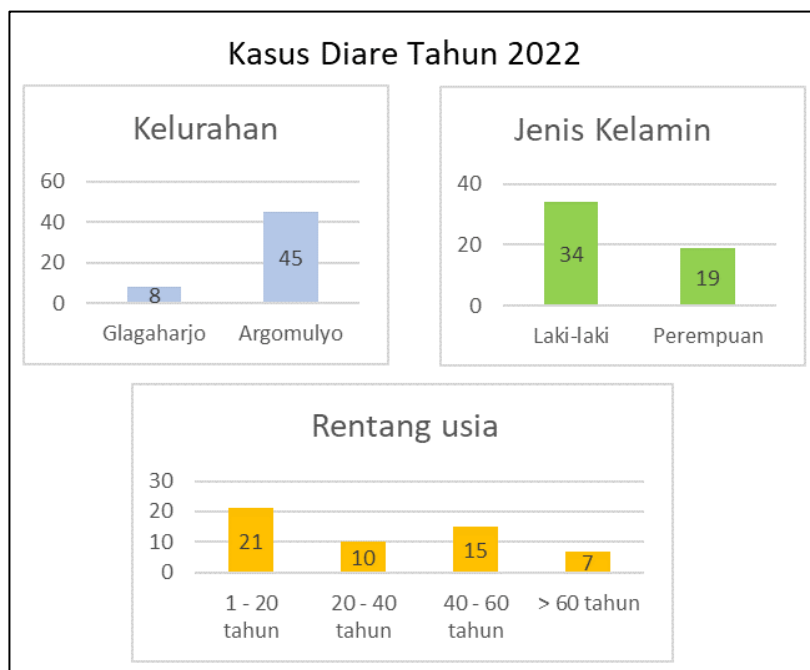 Kasus Diare Tahun 2022
Kelurahan
60
40
20
0
8
45
Glagaharjo
Argomulyo
Jenis Kelamin
40
20
0
34
19
Laki-laki
Perempuan
Rentang usia
30
20
10
0
21
10
15
7
1 - 20
tahun
20 - 40
tahun
40 - 60
tahun
> 60 tahun